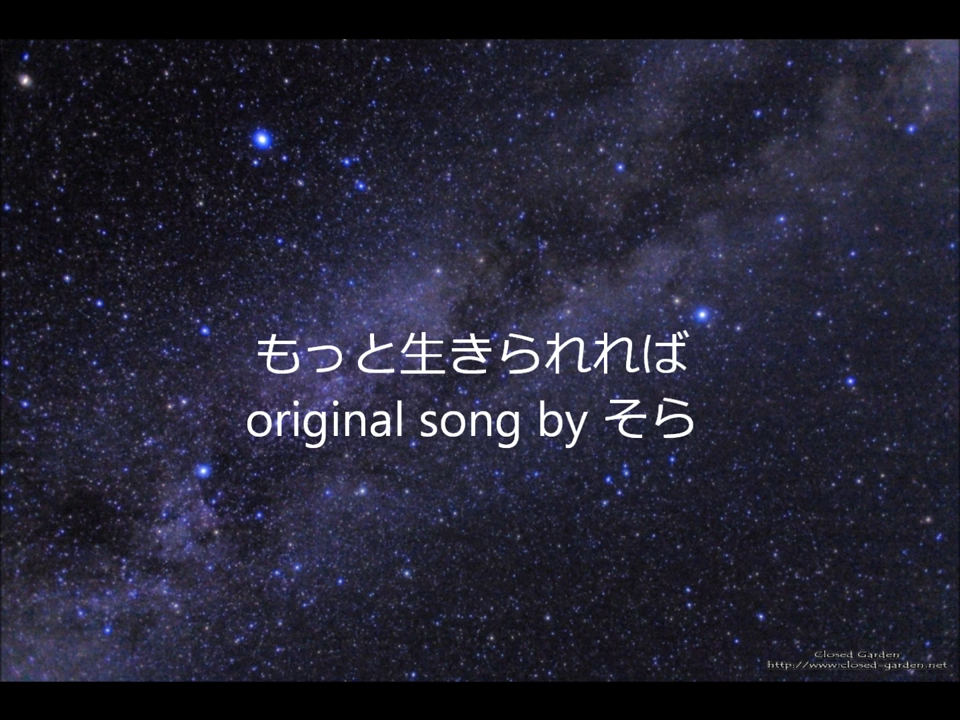 もっと生きられれば
original song by そら
Closed Garden
http://www.closed-garden.net